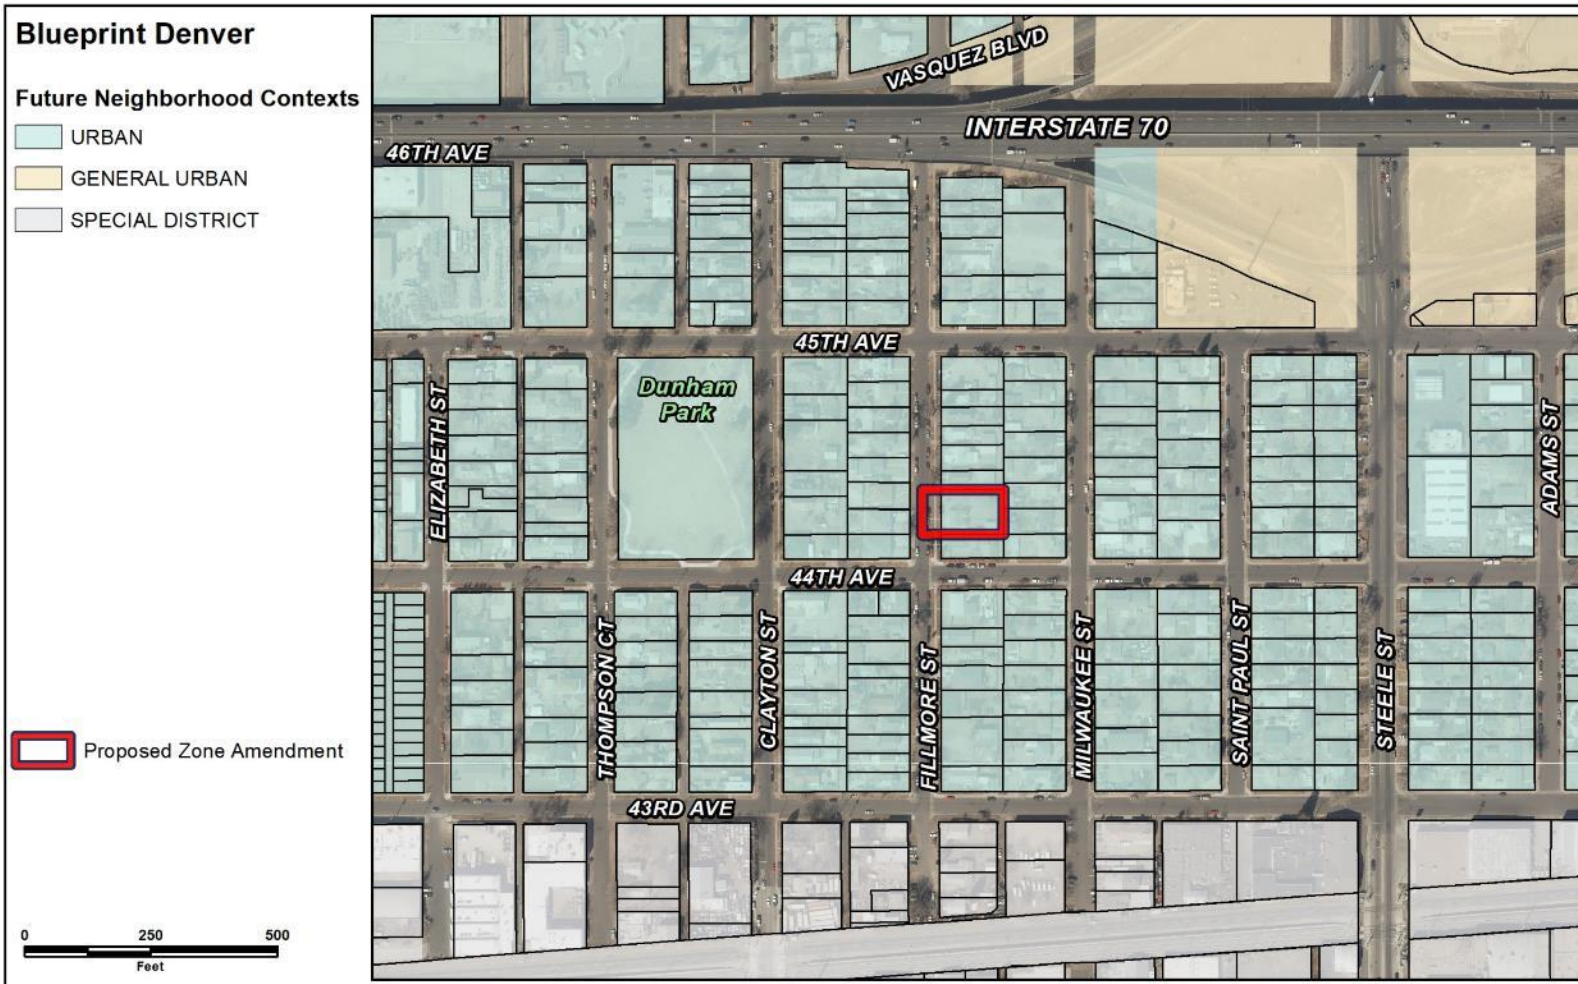 Blueprint Denver
Future Neighborhood Contexts
URBAN
GENERAL URBAN
SPECIAL DISTRICT
Proposed Zone Amendment
0 250 500
Feet
VASQUEZ BLVD
INTERSTATE 70
46TH AVE
45TH AVE
Dunham
Park
ELIZABETH ST
ADAMS ST
44TH AVE
THOMPSON CT
CLAYTON ST
FILLMORE ST
MILWAUKEE ST
SAINT PAUL ST
STEELE ST
43RD AVE